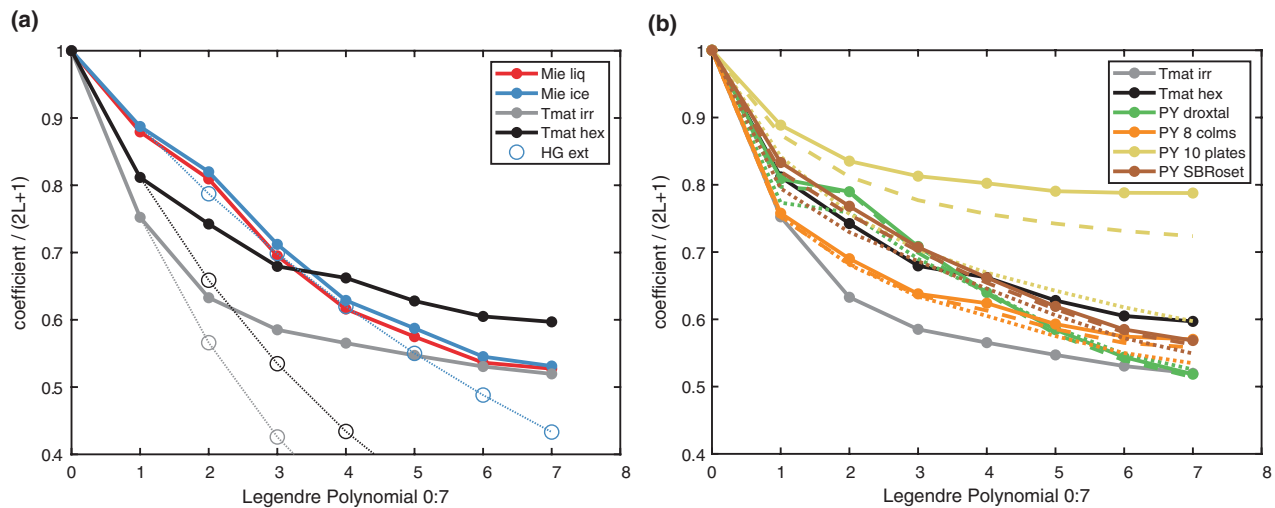 (a)
1
0.9
0.8
0.7
0.6
0.5
0.4
coefficient / (2L+1)
0 1 2 3 4 5 6 7 8
Legendre Polynomial 0:7
Mie liq
Mie ice
Tmat irr
Tmat hex
HG ext
(b)
1
0.9
0.8
0.7
0.6
0.5
0.4
coefficient / (2L+1)
0 1 2 3 4 5 6 7 8
Legendre Polynomial 0:7
Tmat irr
Tmat hex
PY droxtal
PY 8 colms
PY 10 plates
PY SBRoset